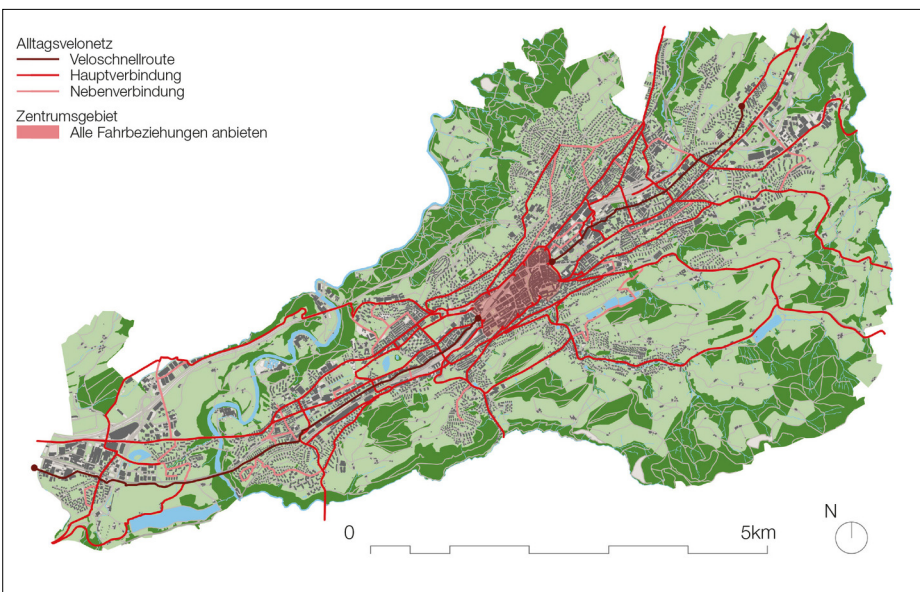 Alltagsvelonetz
Veloschnellroute
Hauptverbindung
Nebenverbindung
Zentrumsgebiet
Alle Fahrbeziehungen anbieten
0
5km
N